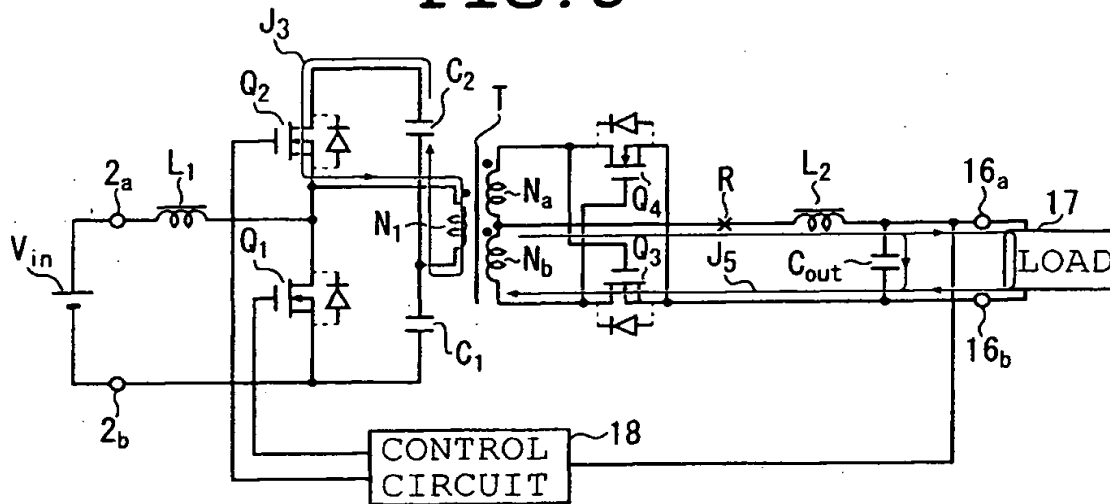 J3
C2
T
Q2
2a
L1
Na
Q4
R
L2
16a
17
Vin
Q1
N1
Nb
Q3
J5
Cout
LOAD
C1
16b
2b
CONTROL
CIRCUIT
18